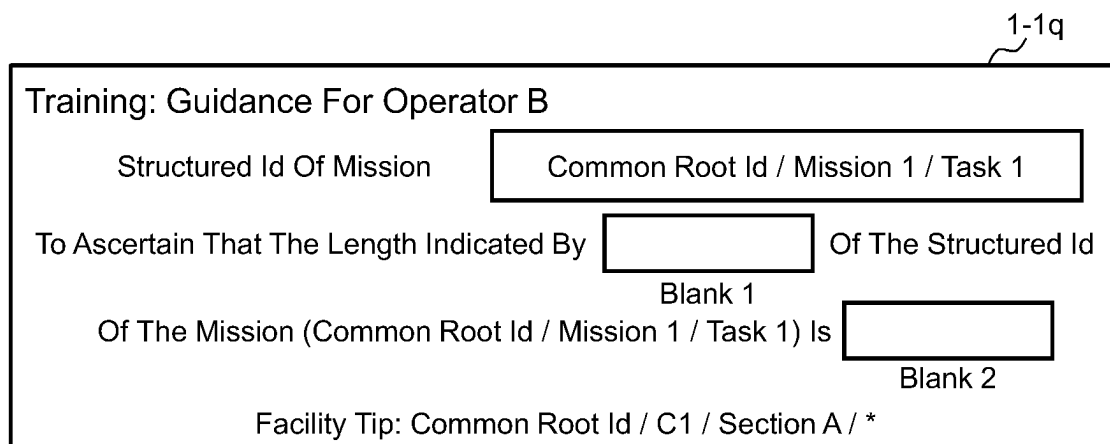 1-1q
Training: Guidance For Operator B
Structured Id Of Mission Common Root Id / Mission 1 / Task 1
To Ascertain That The Length Indicated By Of The Structured Id
Blank 1
Of The Mission (Common Root Id / Mission 1 / Task 1) Is
Blank 2
Facility Tip: Common Root Id / C1 / Section A / *